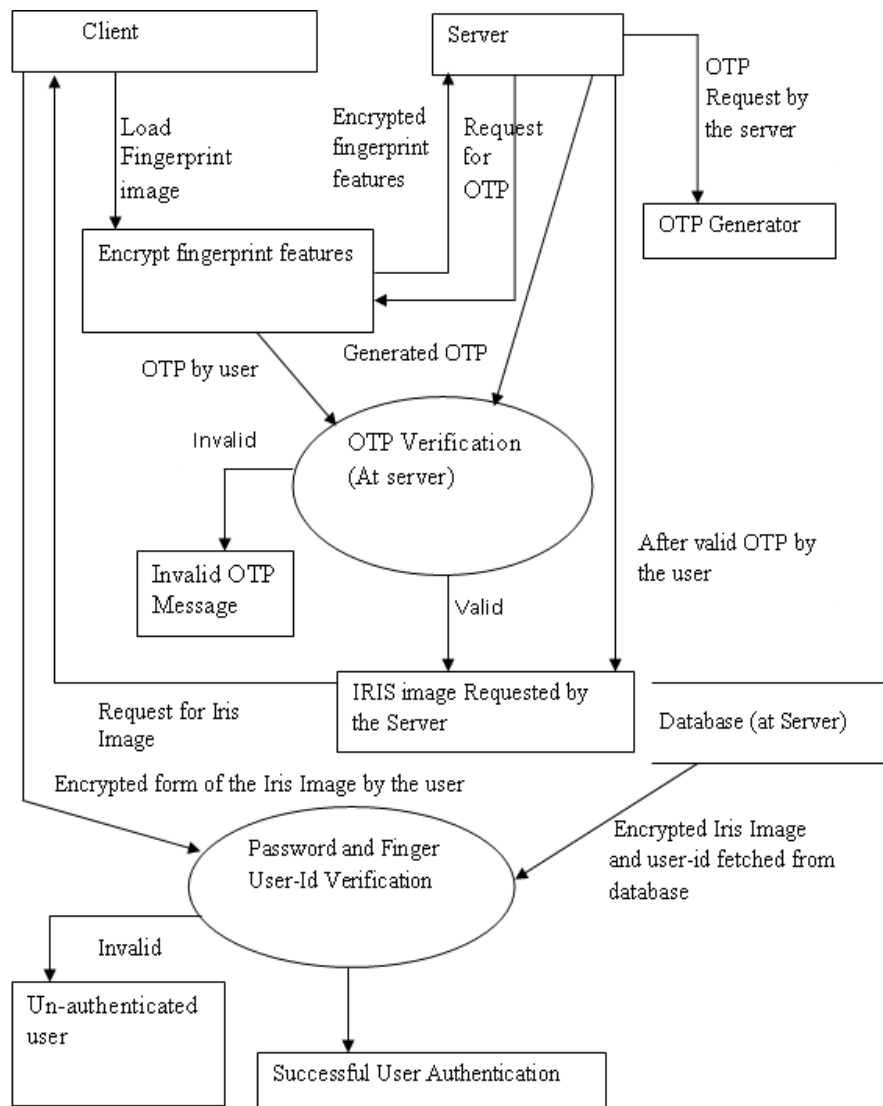 Client
Server
OTP
Request by
the server
Load
Fingerprint
image
Encrypted
fingerprint
features
Request
for
OTP
OTP Generator
Encrypt fingerprint features
OTP by user
Generated OTP
Invalid
OTP Verification
(At server)
After valid OTP by
the user
Invalid OTP
Message
Valid
IRIS image Requested by
the Server
Request for Iris
Image
Database (at Server)
Encrypted form of the Iris Image by the user
Password and Finger
User-Id Verification
Encrypted Iris Image
and user-id fetched from
database
Invalid
Un-authenticated
user
Successful User Authentication